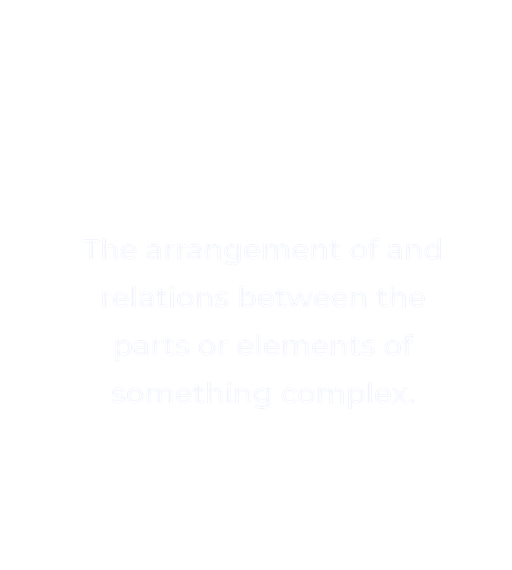 The arrangement of and
relations between the
parts or elements of
something complex.